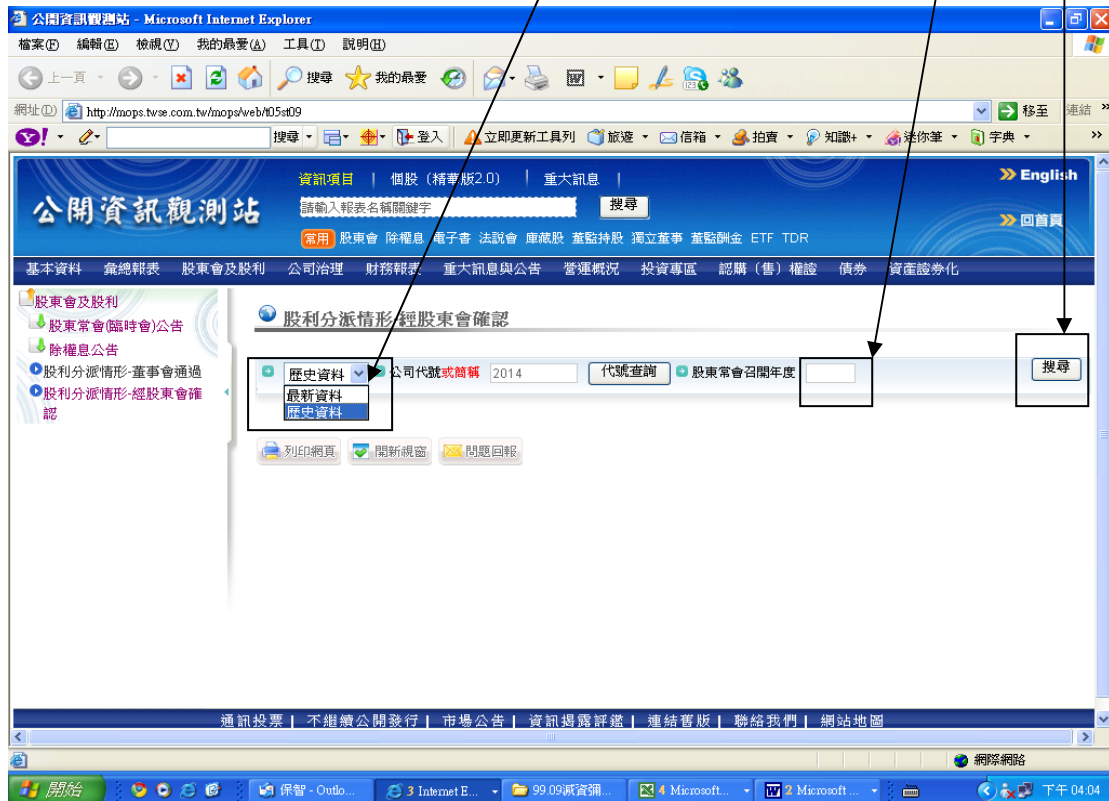 公開資訊觀測站 - Microsoft Internet Explorer
檔案(F) 編輯(E) 檢視(V) 我的最愛(A) 工具(T) 說明(H)
上一頁 搜尋 我的最愛
網址(D) http://mops.twse.com.tw/mops/web/t05st09 移至 連結 »
Y! 搜尋 登入 立即更新工具列 旅遊 信箱 拍賣 知識+ 迷你筆 字典 »
資訊項目 | 個股 (精華版2.0) | 重大訊息 | English
公開資訊觀測站 請輸入報表名稱關鍵字 搜尋 回首頁
常用 股東會 除權息 電子書 法說會 庫藏股 董監持股 獨立董事 董監酬金 ETF TDR
基本資料 彙總報表 股東會及股利 公司治理 財務報表 重大訊息與公告 營運概況 投資專區 認購 (售) 權證 債券 資產證券化
股東會及股利
股東常會(臨時會)公告
除權息公告
股利分派情形-董事會通過
股利分派情形-經股東會確
認
股利分派情形-經股東會確認
歷史資料 公司代號或簡稱 2014 代號查詢 股東常會召開年度 搜尋
最新資料
歷史資料
列印網頁 開新視窗 問題回報
通訊投票 | 不繼續公開發行 | 市場公告 | 資訊揭露評鑑 | 連結舊版 | 聯絡我們 | 網站地圖
網際網路
開始 保智 - Outlo... 3 Internet E... 99.09減資彌... 4 Microsoft... 2 Microsoft ... 下午 04:04